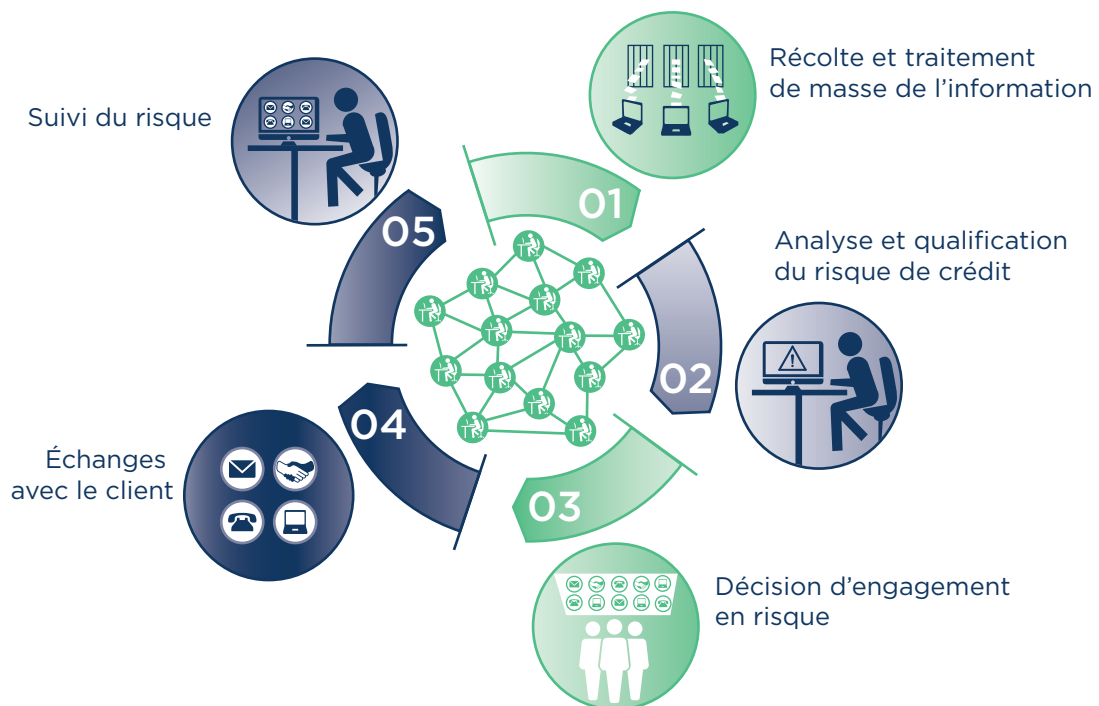 01
Récolte et traitement
de masse de l’information
02
Analyse et qualification
du risque de crédit
03
Décision d’engagement
en risque
04
Échanges
avec le client
05
Suivi du risque